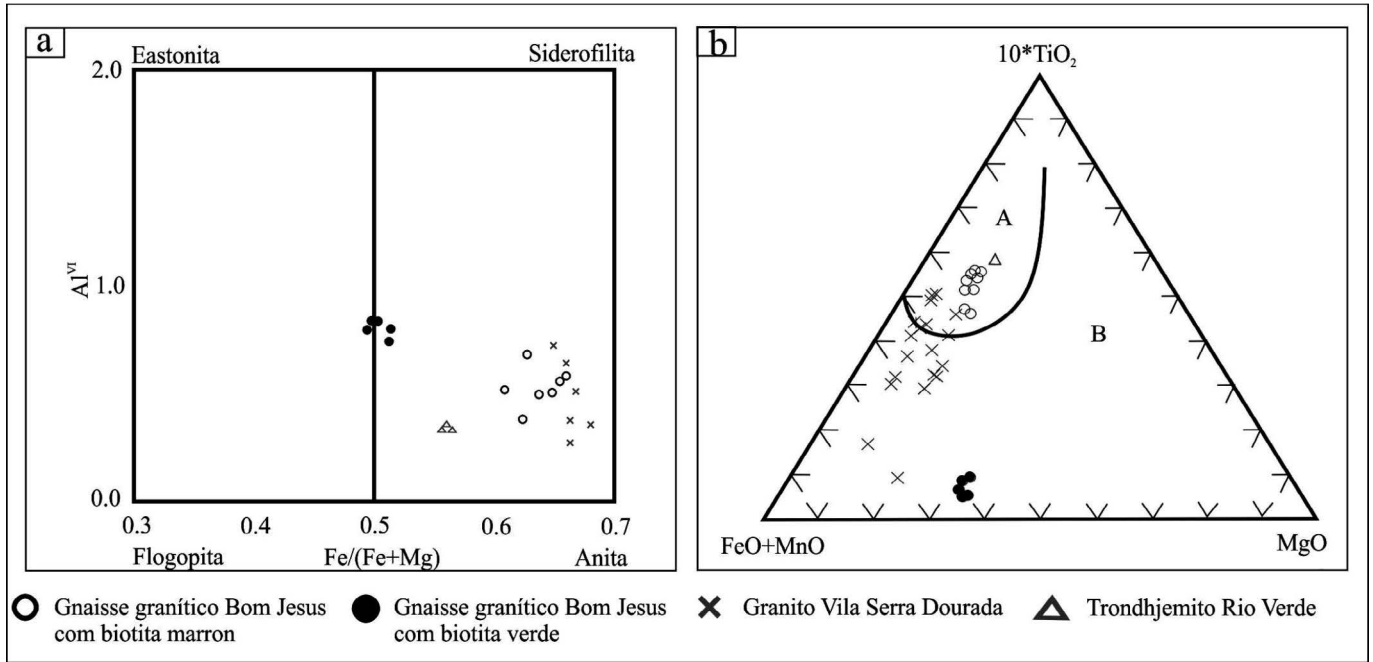 a
Eastonita
Siderofilita
2.0
1.0
0.0
Al^VI
0.3
0.4
0.5
0.6
0.7
Flogopita
Fe/(Fe+Mg)
Anita
b
10*TiO₂
A
B
FeO+MnO
MgO
Gnaisse granítico Bom Jesus
com biotita marron
Gnaisse granítico Bom Jesus
com biotita verde
Granito Vila Serra Dourada
Trondhjemito Rio Verde